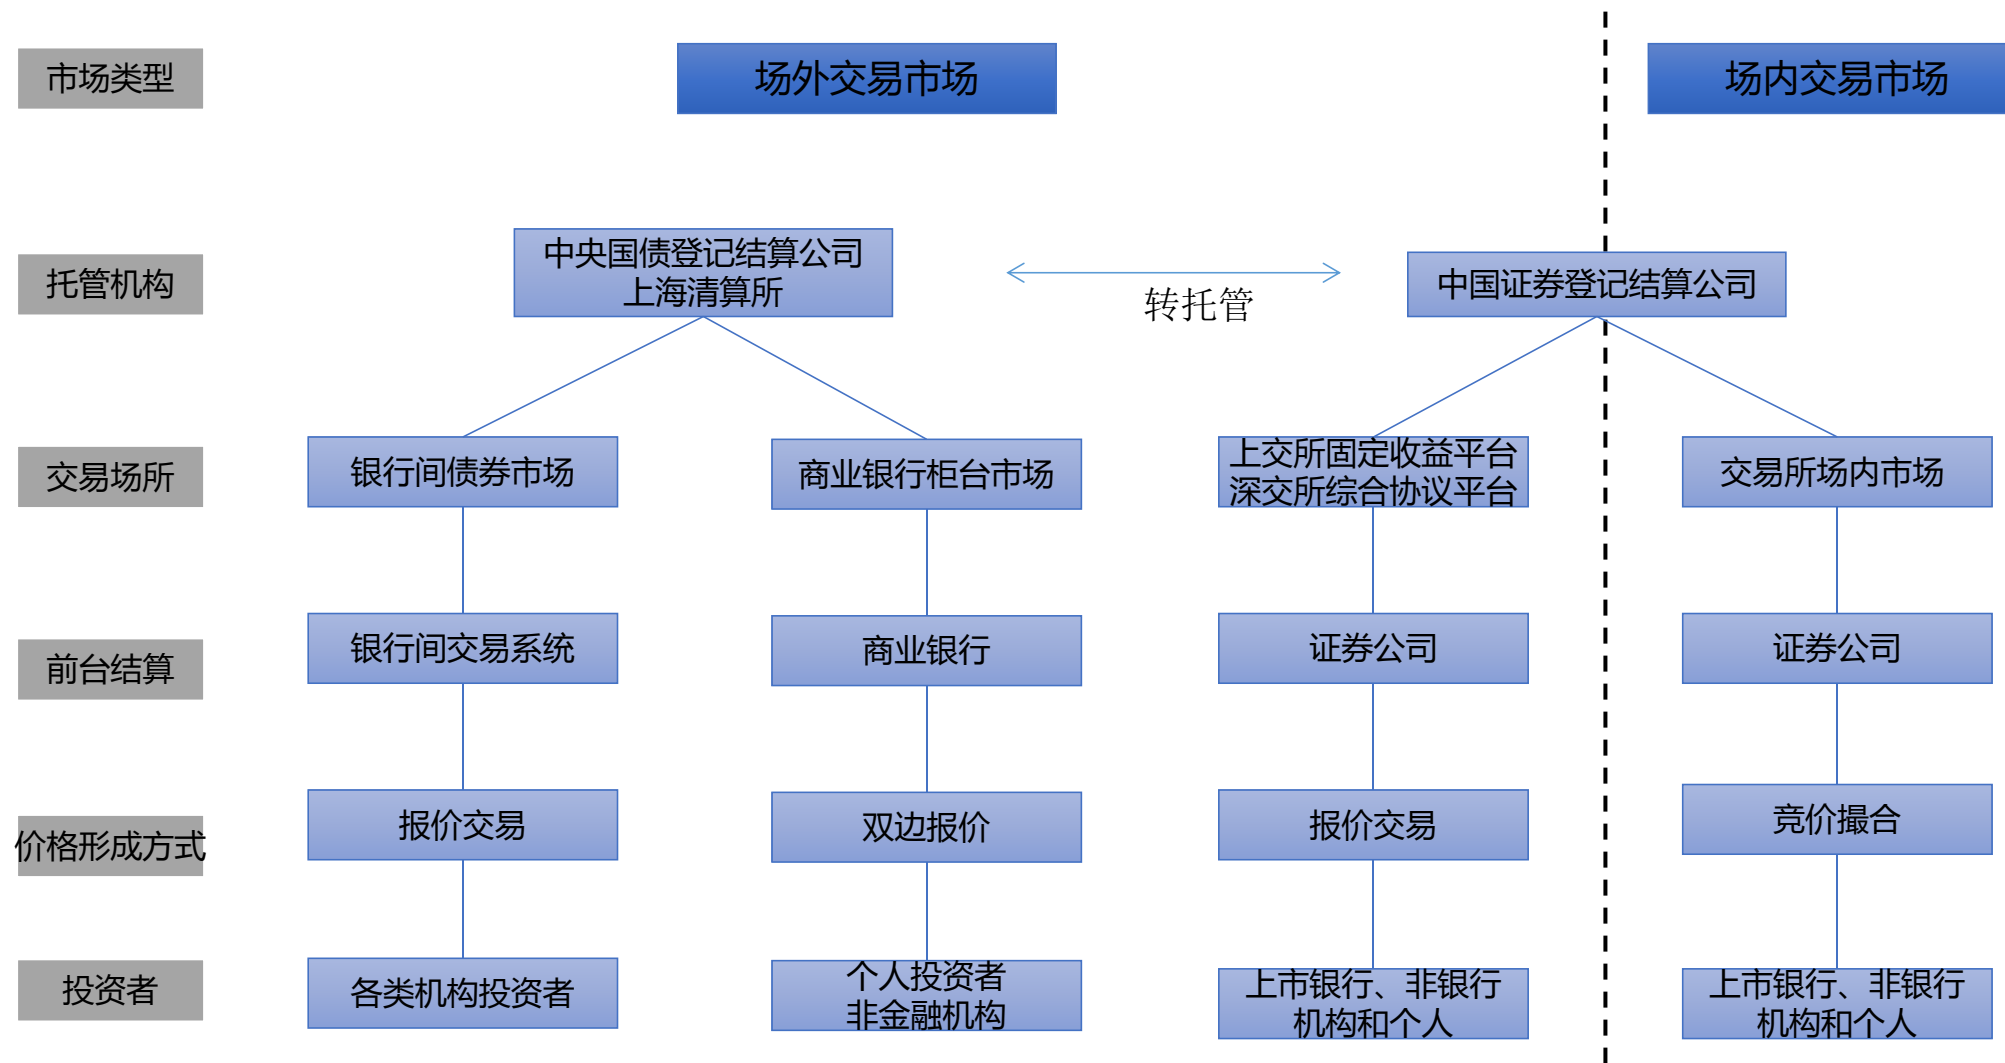 市场类型
场外交易市场
场内交易市场
托管机构
中央国债登记结算公司
上海清算所
转托管
中国证券登记结算公司
交易场所
银行间债券市场
商业银行柜台市场
上交所固定收益平台
深交所综合协议平台
交易所场内市场
前台结算
银行间交易系统
商业银行
证券公司
证券公司
价格形成方式
报价交易
双边报价
报价交易
竞价撮合
投资者
各类机构投资者
个人投资者
非金融机构
上市银行、非银行
机构和个人
上市银行、非银行
机构和个人